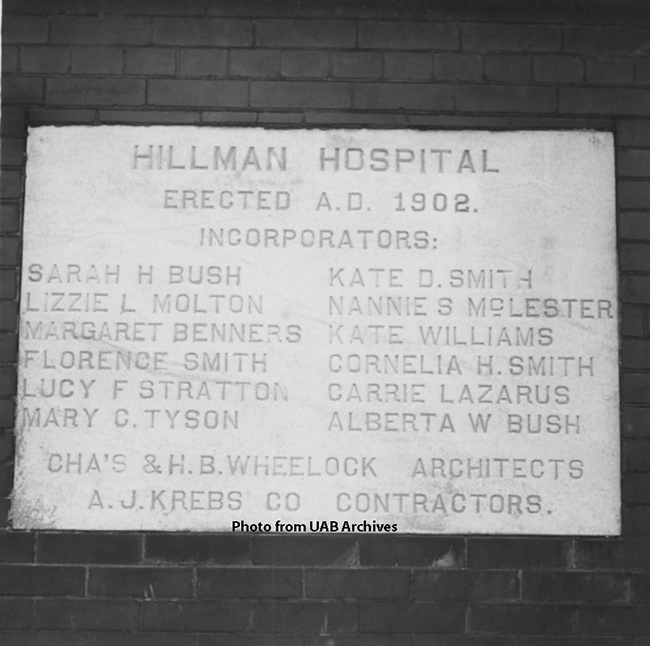 HILLMAN HOSPITAL
ERECTED A.D. 1902.
INCORPORATORS:
SARAH H BUSH KATE D. SMITH
LIZZIE L MOLTON NANNIE S McLESTER
MARGARET BENNERS KATE WILLIAMS
FLORENCE SMITH CORNELIA H. SMITH
LUCY F STRATTON CARRIE LAZARUS
MARY C. TYSON ALBERTA W BUSH
CHA'S & H.B. WHEELOCK ARCHITECTS
A.J. KREBS CO CONTRACTORS.
Photo from UAB Archives